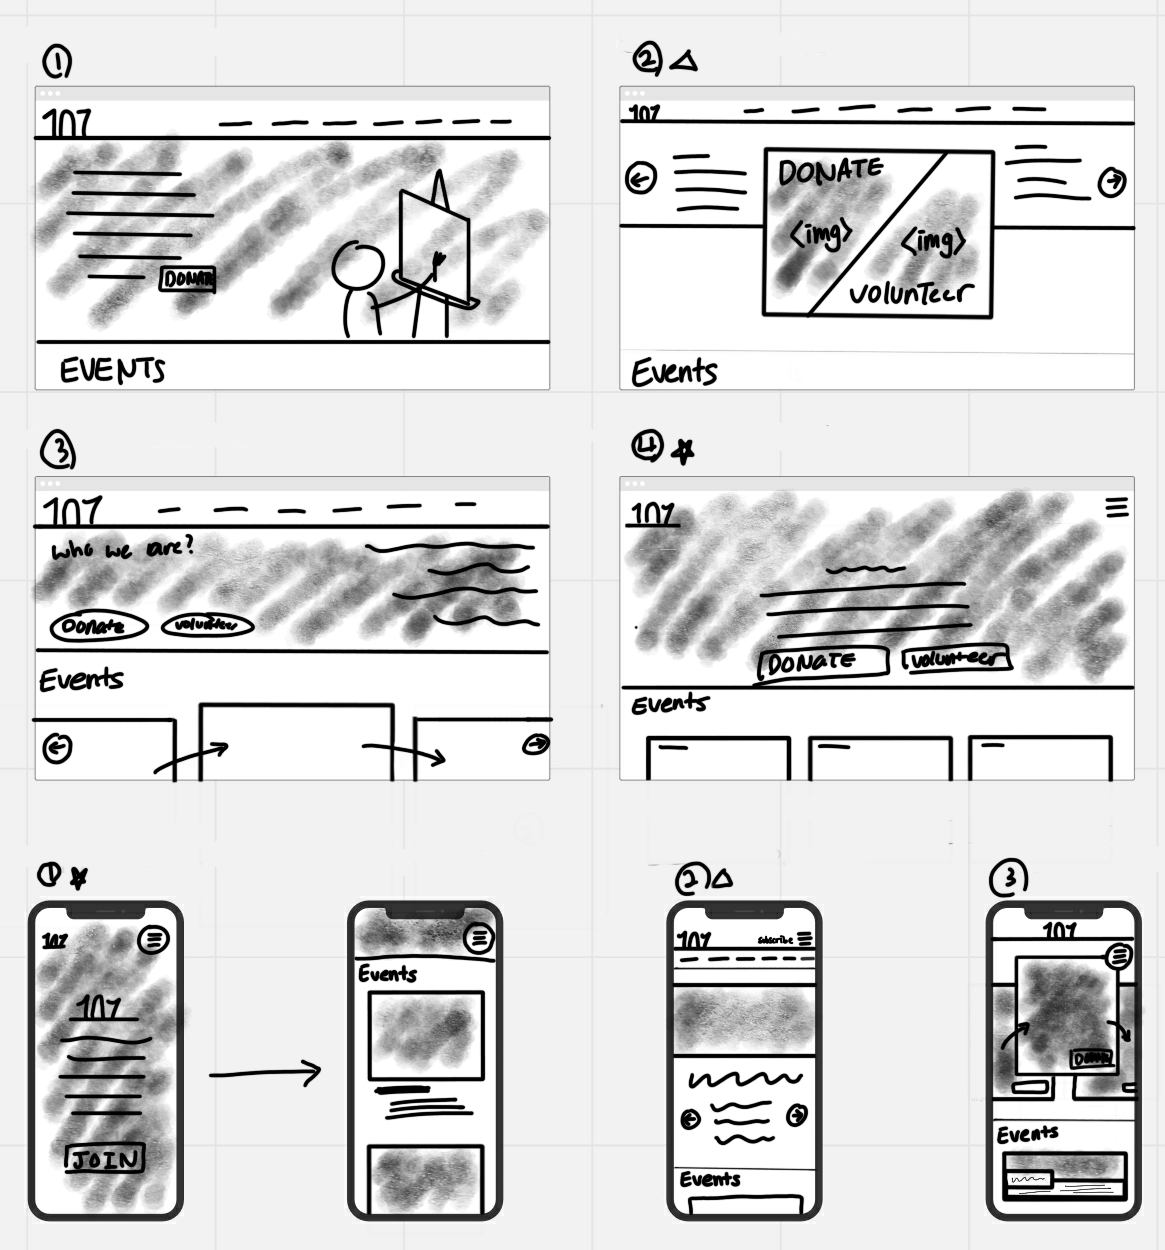 ①
107
DONATE
EVENTS
② △
107
DONATE
<img>
<img>
volunTeer
Events
③
107
who we are?
Donate
volunteer
Events
④ ☆
107
DONATE
volunteer
Events
① ☆
107
107
JOIN
Events
② △
107
subscribe
Events
③
107
DONATE
Events